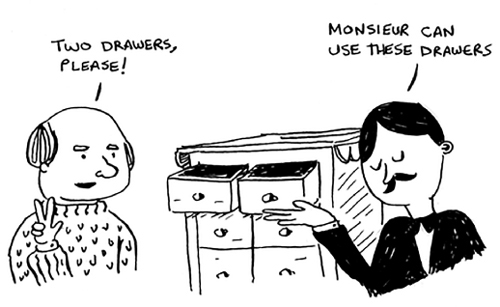 TWO DRAWERS,
PLEASE!
MONSIEUR CAN
USE THESE DRAWERS